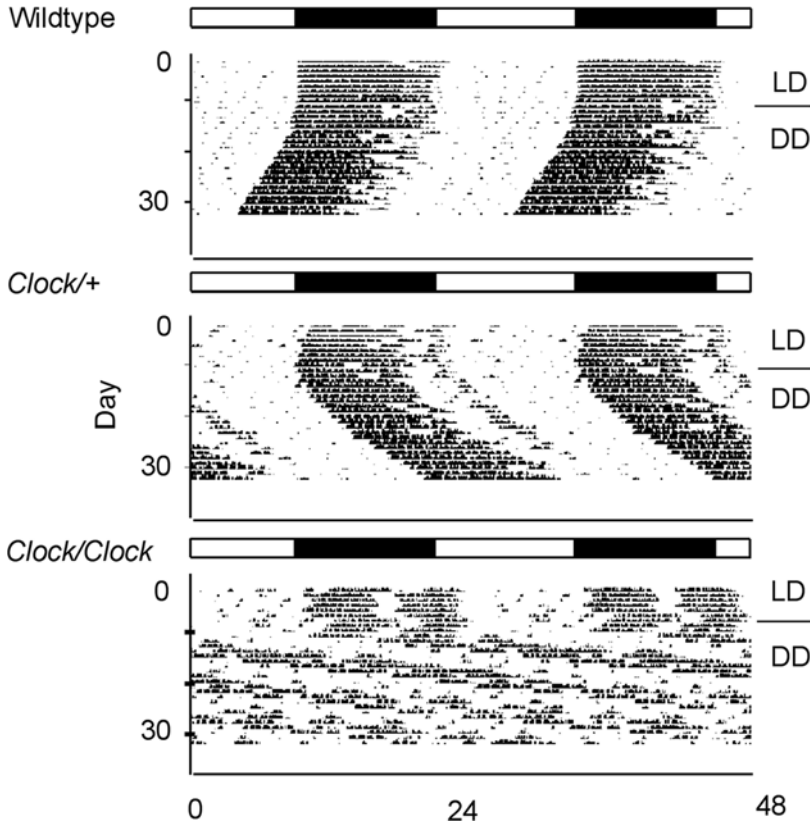 Wildtype
0
LD
DD
30
Clock/+
0
LD
DD
Day
30
Clock/Clock
0
LD
DD
30
0 24 48